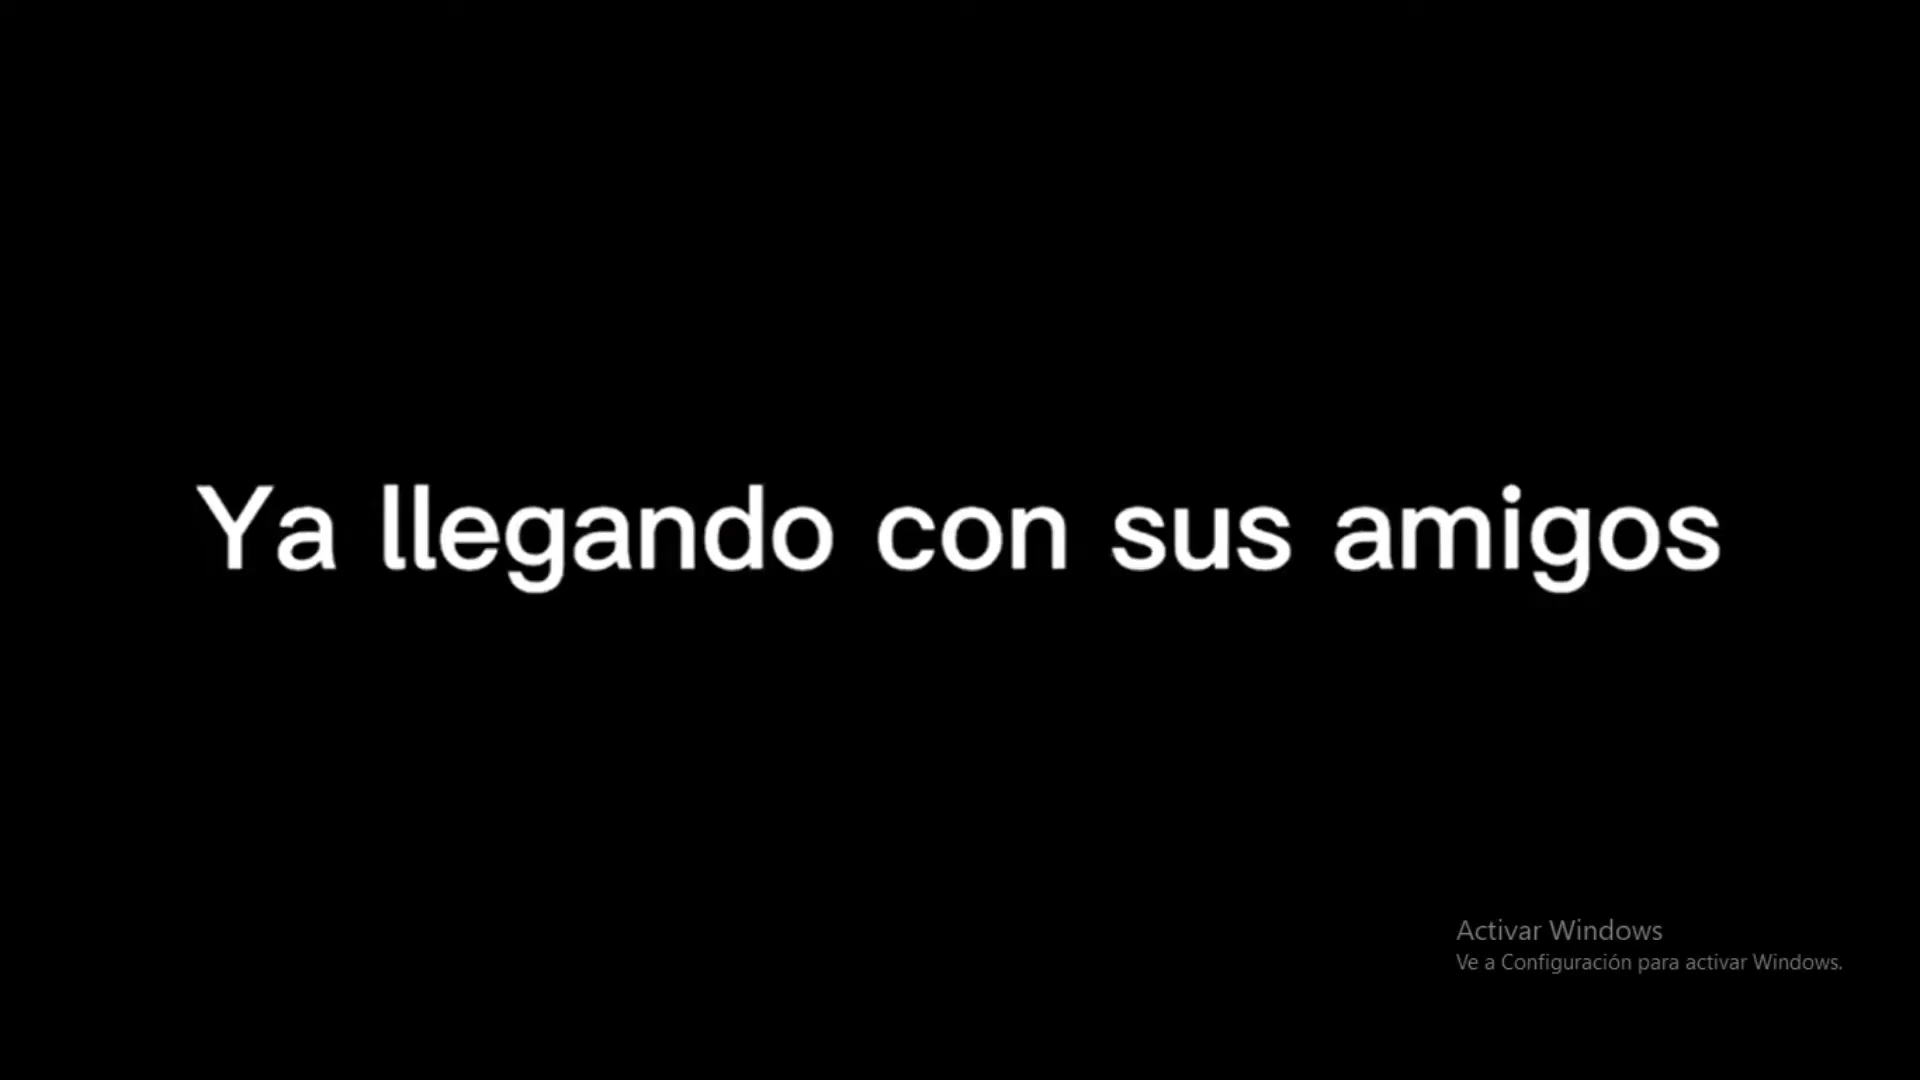 Ya llegando con sus amigos
Activar Windows
Ve a Configuración para activar Windows.